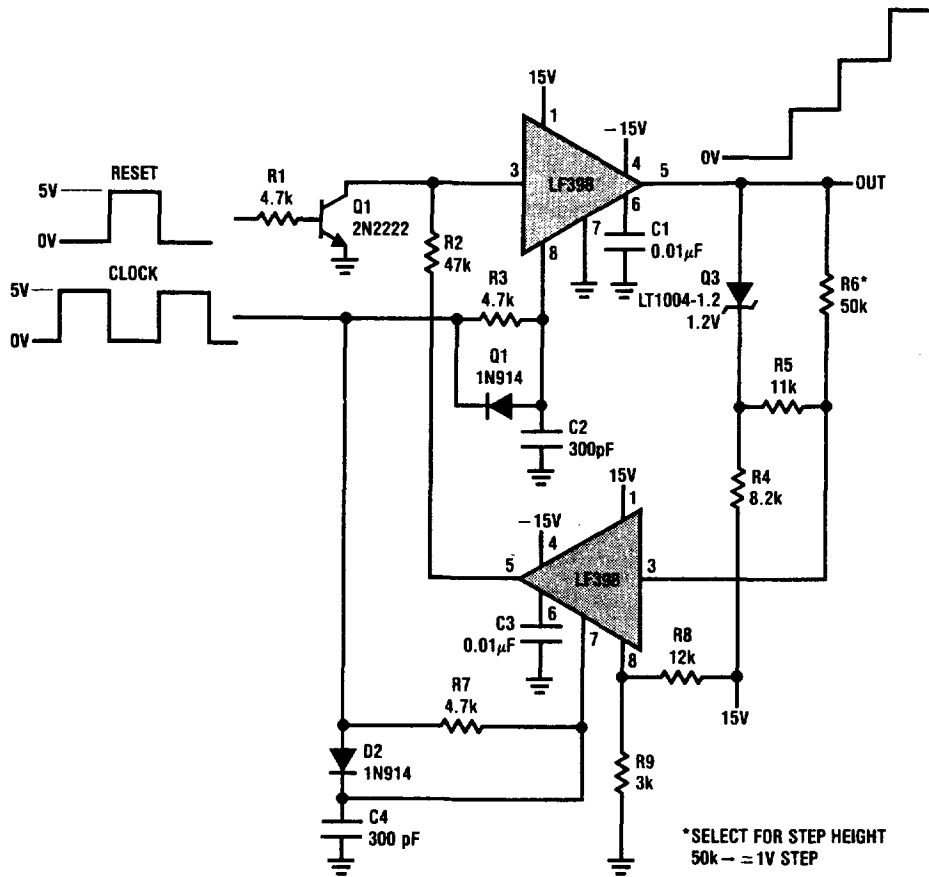 15V
1
−15V
4
0V
RESET
5V
0V
R1
4.7k
3
LF398
5
OUT
Q1
2N2222
6
7
8
C1
0.01µF
CLOCK
5V
0V
R2
47k
R3
4.7k
Q3
LT1004-1.2
1.2V
R6*
50k
Q1
1N914
R5
11k
C2
300pF
R4
8.2k
15V
1
−15V
4
5
LF398
3
6
7
C3
0.01µF
8
R8
12k
R7
4.7k
15V
D2
1N914
R9
3k
C4
300 pF
*SELECT FOR STEP HEIGHT
50k → = 1V STEP